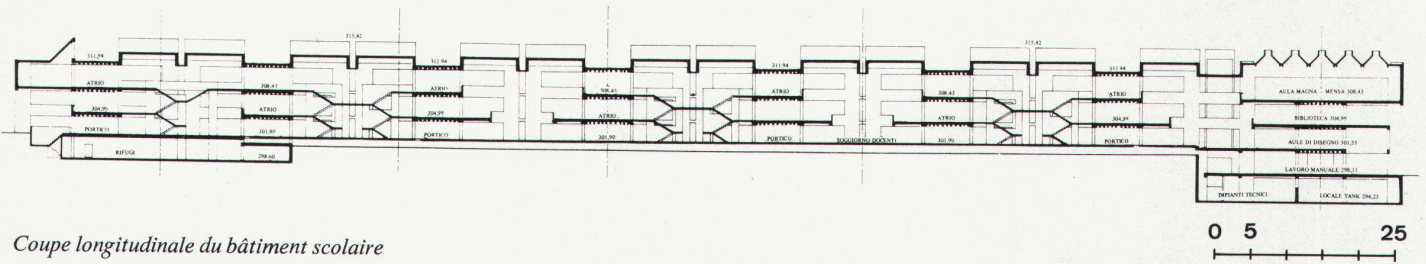 315,42
315,42
311,94
311.94
311.94
311.94
ATRIO
308,43
ATRIO
308.43
ATRIO
308.43
ATRIO
AULA MAGNA - MENSA 308,43
304,99
ATRIO
304,99
ATRIO
ATRIO
304,99
BIBLIOTECA 304,99
PORTICO
301,90
PORTICO
301,90
PORTICO
SOGGIORNO DOCENTI
301,90
PORTICO
AULE DI DISEGNO 301,55
RIFUGI
298.60
LAVORO MANUALE 298,11
IMPIANTI TECNICI
LOCALE TANK 294,23
Coupe longitudinale du bâtiment scolaire
0 5 25